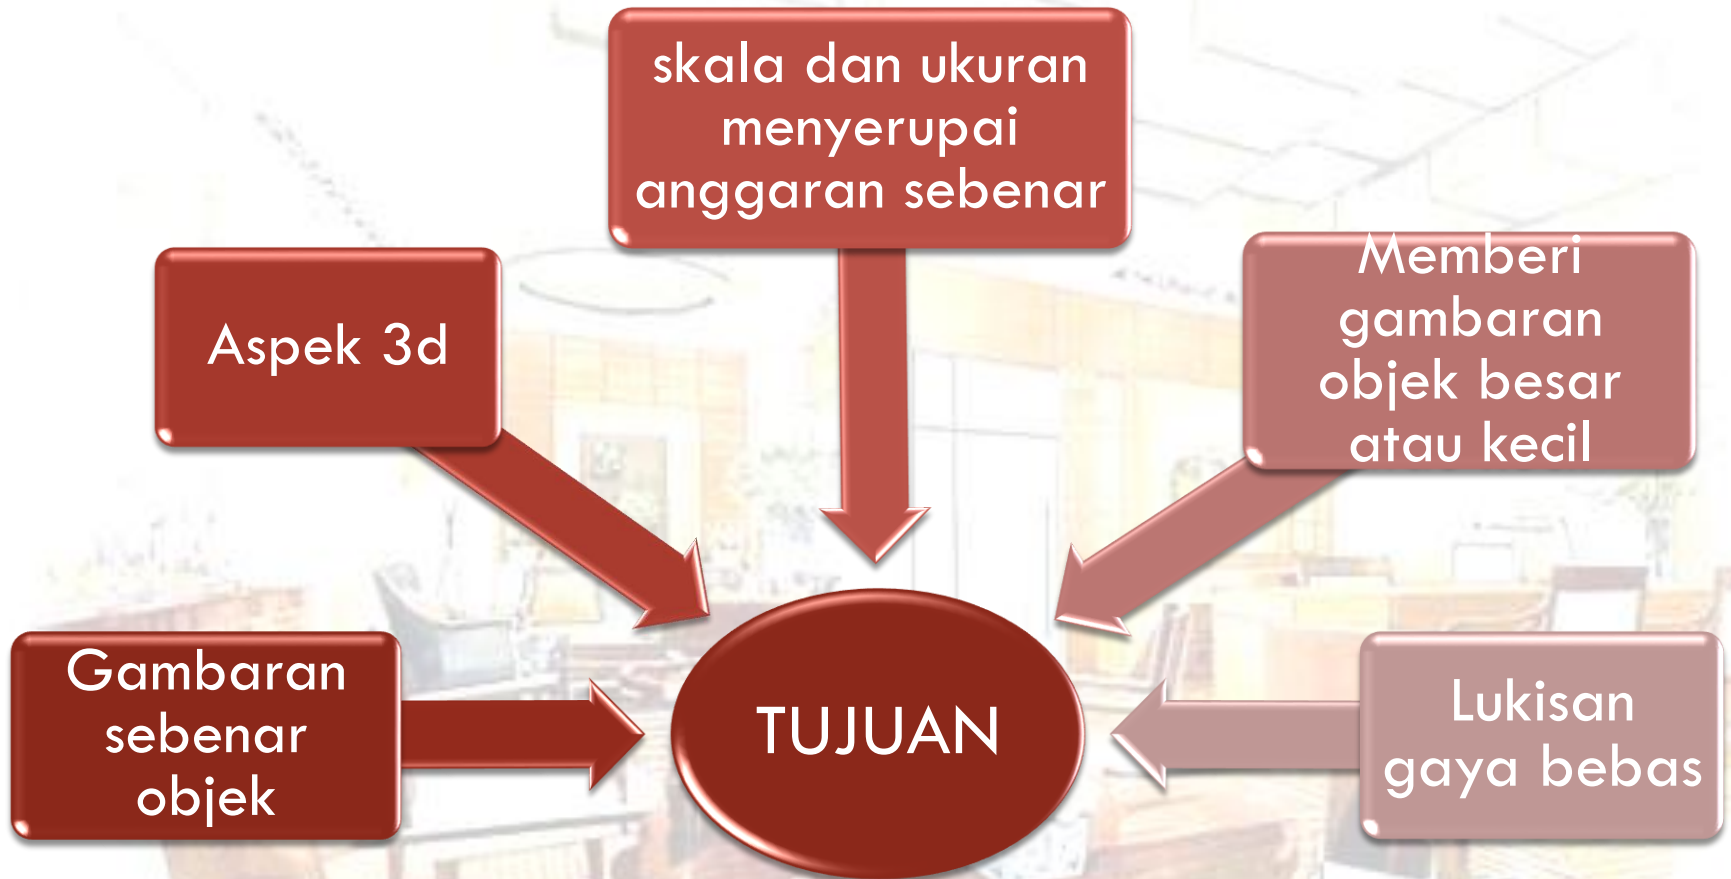 Gambaran
sebenar
objek
Aspek 3d
skala dan ukuran
menyerupai
anggaran sebenar
Memberi
gambaran
objek besar
atau kecil
Lukisan
gaya bebas
TUJUAN